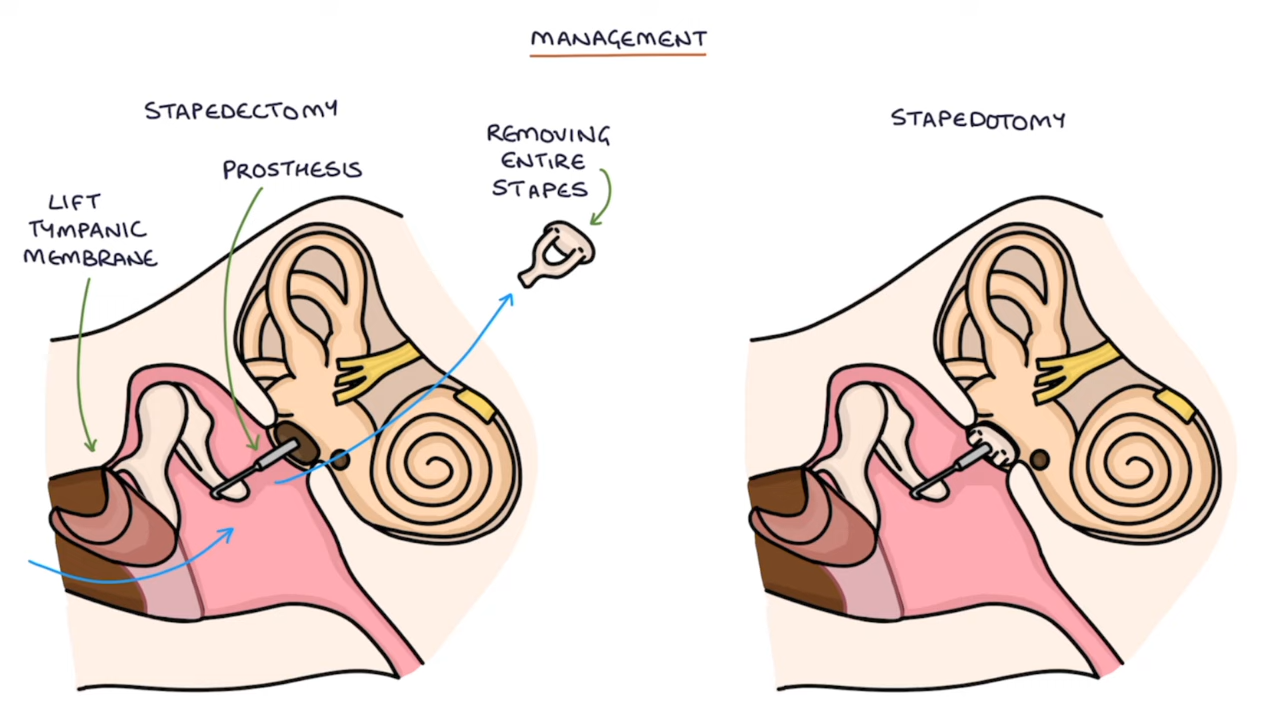 MANAGEMENT
STAPEDECTOMY
PROSTHESIS
LIFT
TYMPANIC
MEMBRANE
REMOVING
ENTIRE
STAPES
STAPEDOTOMY